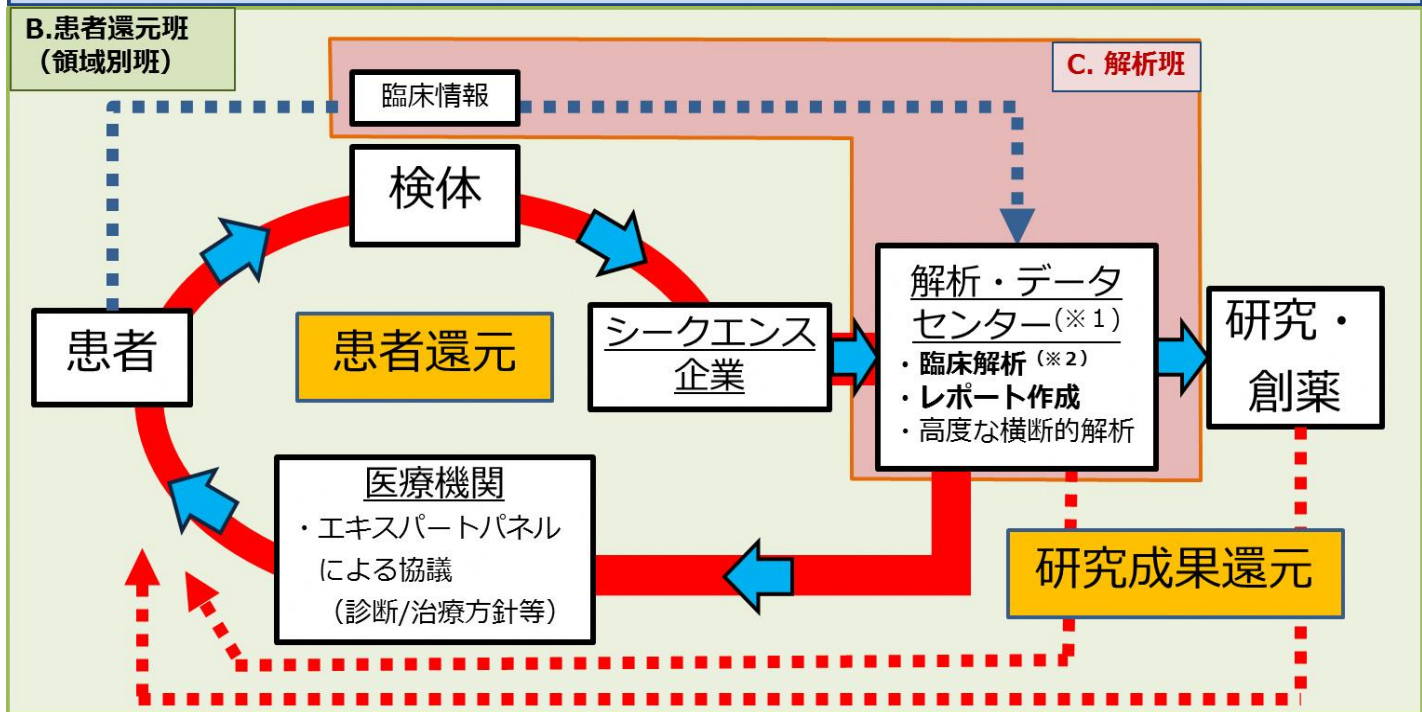 B.患者還元班
（領域別班）
C. 解析班
臨床情報
検体
患者
患者還元
シークエンス
企業
解析・データ
センター(※１)
・臨床解析（※２）
・レポート作成
・高度な横断的解析
研究・
創薬
医療機関
・エキスパートパネル
による協議
（診断/治療方針等）
研究成果還元